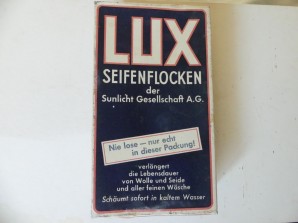 LUX
SEIFENFLOCKEN
der
Sunlicht Gesellschaft A.G.
Nie lose — nur echt
in dieser Packung!
verlängert
die Lebensdauer
von Wolle und Seide
und aller feinen Wäsche
Schäumt sofort in kaltem Wasser